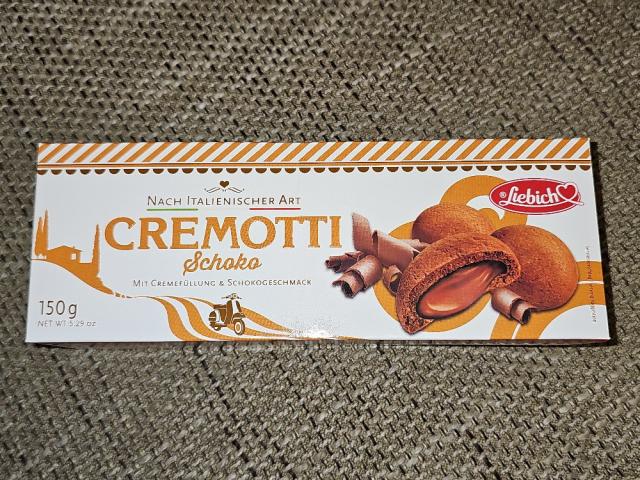 NACH ITALIENISCHER ART
CREMOTTI
Schoko
MIT CREMEFÜLLUNG & SCHOKOGESCHMACK
150g
NET WT 5.29 oz
Liebich